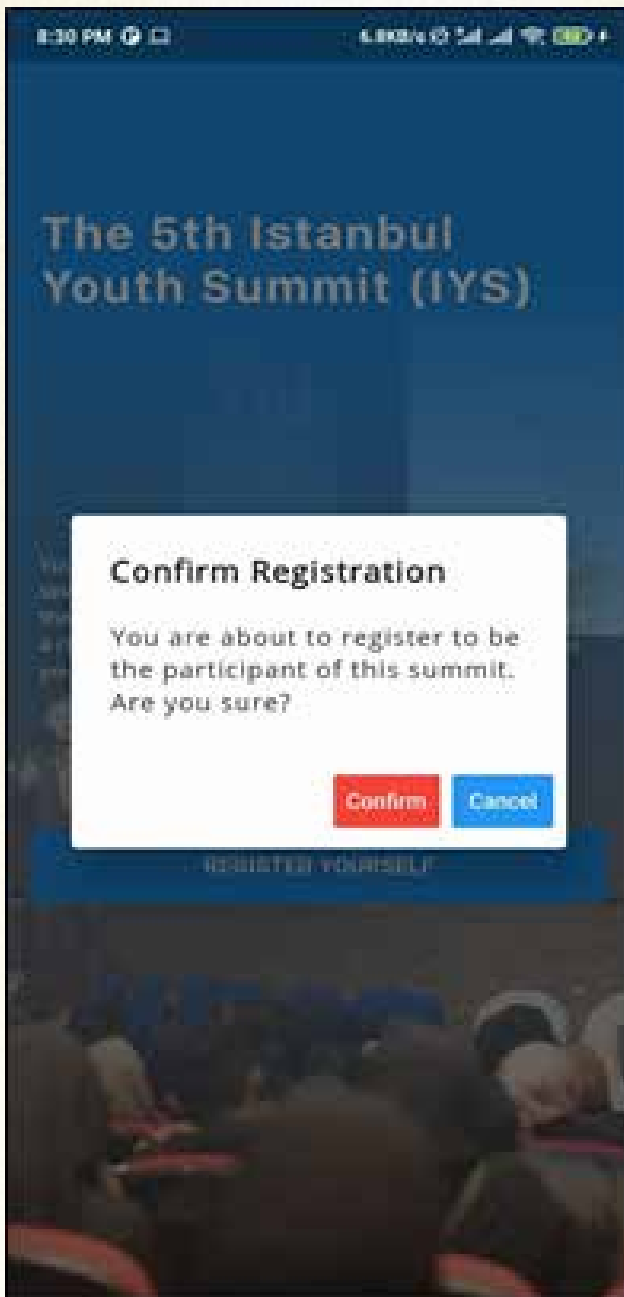 8:30 PM
The 5th Istanbul
Youth Summit (IYS)
Confirm Registration
You are about to register to be
the participant of this summit.
Are you sure?
Confirm Cancel
REGISTER YOURSELF